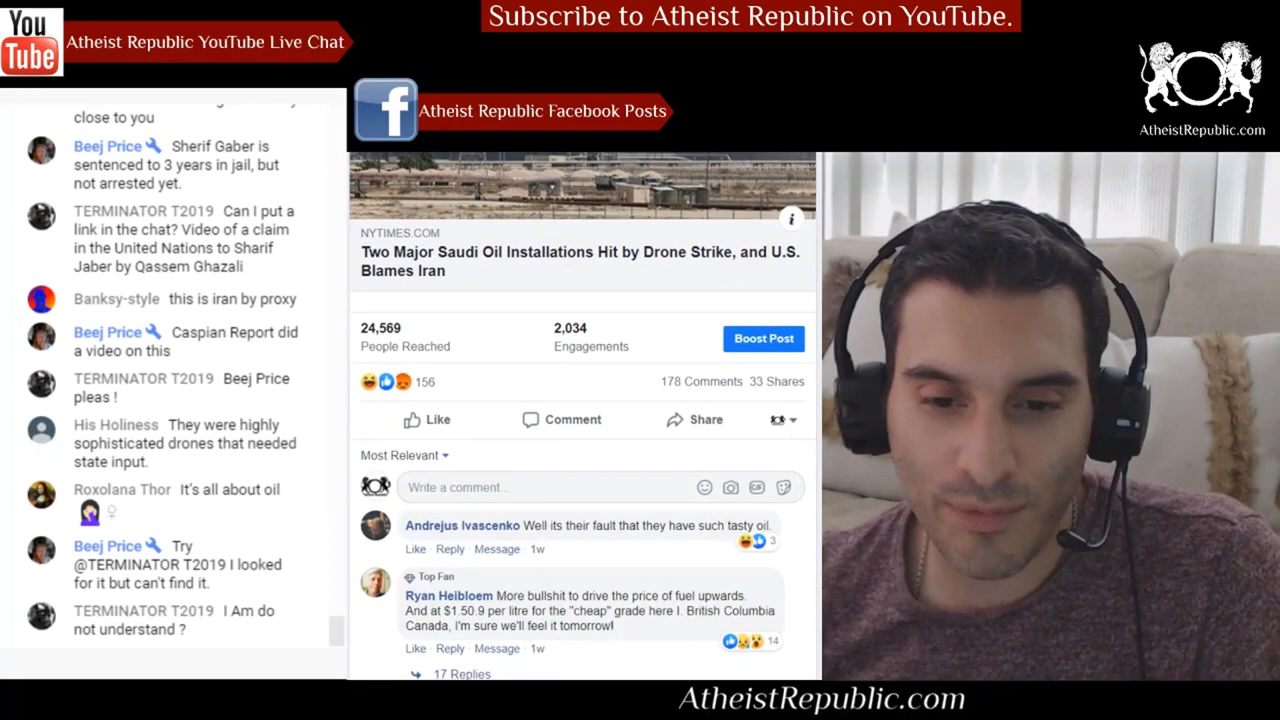 You
Tube
Atheist Republic YouTube Live Chat
Subscribe to Atheist Republic on YouTube.
AtheistRepublic.com
Atheist Republic Facebook Posts
close to you
Beej Price Sherif Gaber is
sentenced to 3 years in jail, but
not arrested yet.
TERMINATOR T2019 Can I put a
link in the chat? Video of a claim
in the United Nations to Sharif
Jaber by Qassem Ghazali
Banksy-style this is iran by proxy
Beej Price Caspian Report did
a video on this
TERMINATOR T2019 Beej Price
pleas !
His Holiness They were highly
sophisticated drones that needed
state input.
Roxolana Thor It's all about oil
Beej Price Try
@TERMINATOR T2019 I looked
for it but can't find it.
TERMINATOR T2019 I Am do
not understand ?
NYTIMES.COM
Two Major Saudi Oil Installations Hit by Drone Strike, and U.S.
Blames Iran
24,569
People Reached
2,034
Engagements
Boost Post
156
178 Comments 33 Shares
Like
Comment
Share
Most Relevant
Write a comment...
GIF
Andrejus Ivascenko Well its their fault that they have such tasty oil.
3
Like · Reply · Message · 1w
Top Fan
Ryan Heibloem More bullshit to drive the price of fuel upwards.
And at $1.50.9 per litre for the "cheap" grade here I. British Columbia
Canada, I'm sure we'll feel it tomorrow!
14
Like · Reply · Message · 1w
17 Replies
AtheistRepublic.com